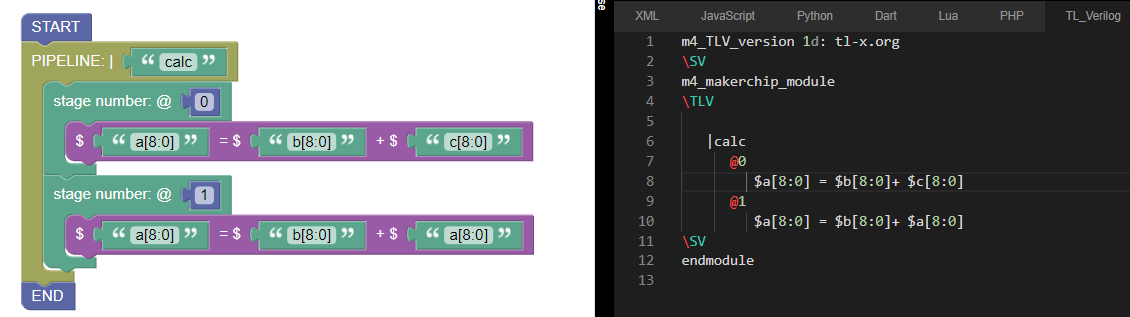 START
PIPELINE: | “ calc ”
stage number: @ 0
$ “ a[8:0] ” = $ “ b[8:0] ” + $ “ c[8:0] ”
stage number: @ 1
$ “ a[8:0] ” = $ “ b[8:0] ” + $ “ a[8:0] ”
END
se
XML JavaScript Python Dart Lua PHP TL_Verilog
1 m4_TLV_version 1d: tl-x.org
2 \SV
3 m4_makerchip_module
4 \TLV
5
6 |calc
7 @0
8 $a[8:0] = $b[8:0]+ $c[8:0]
9 @1
10 $a[8:0] = $b[8:0]+ $a[8:0]
11 \SV
12 endmodule
13